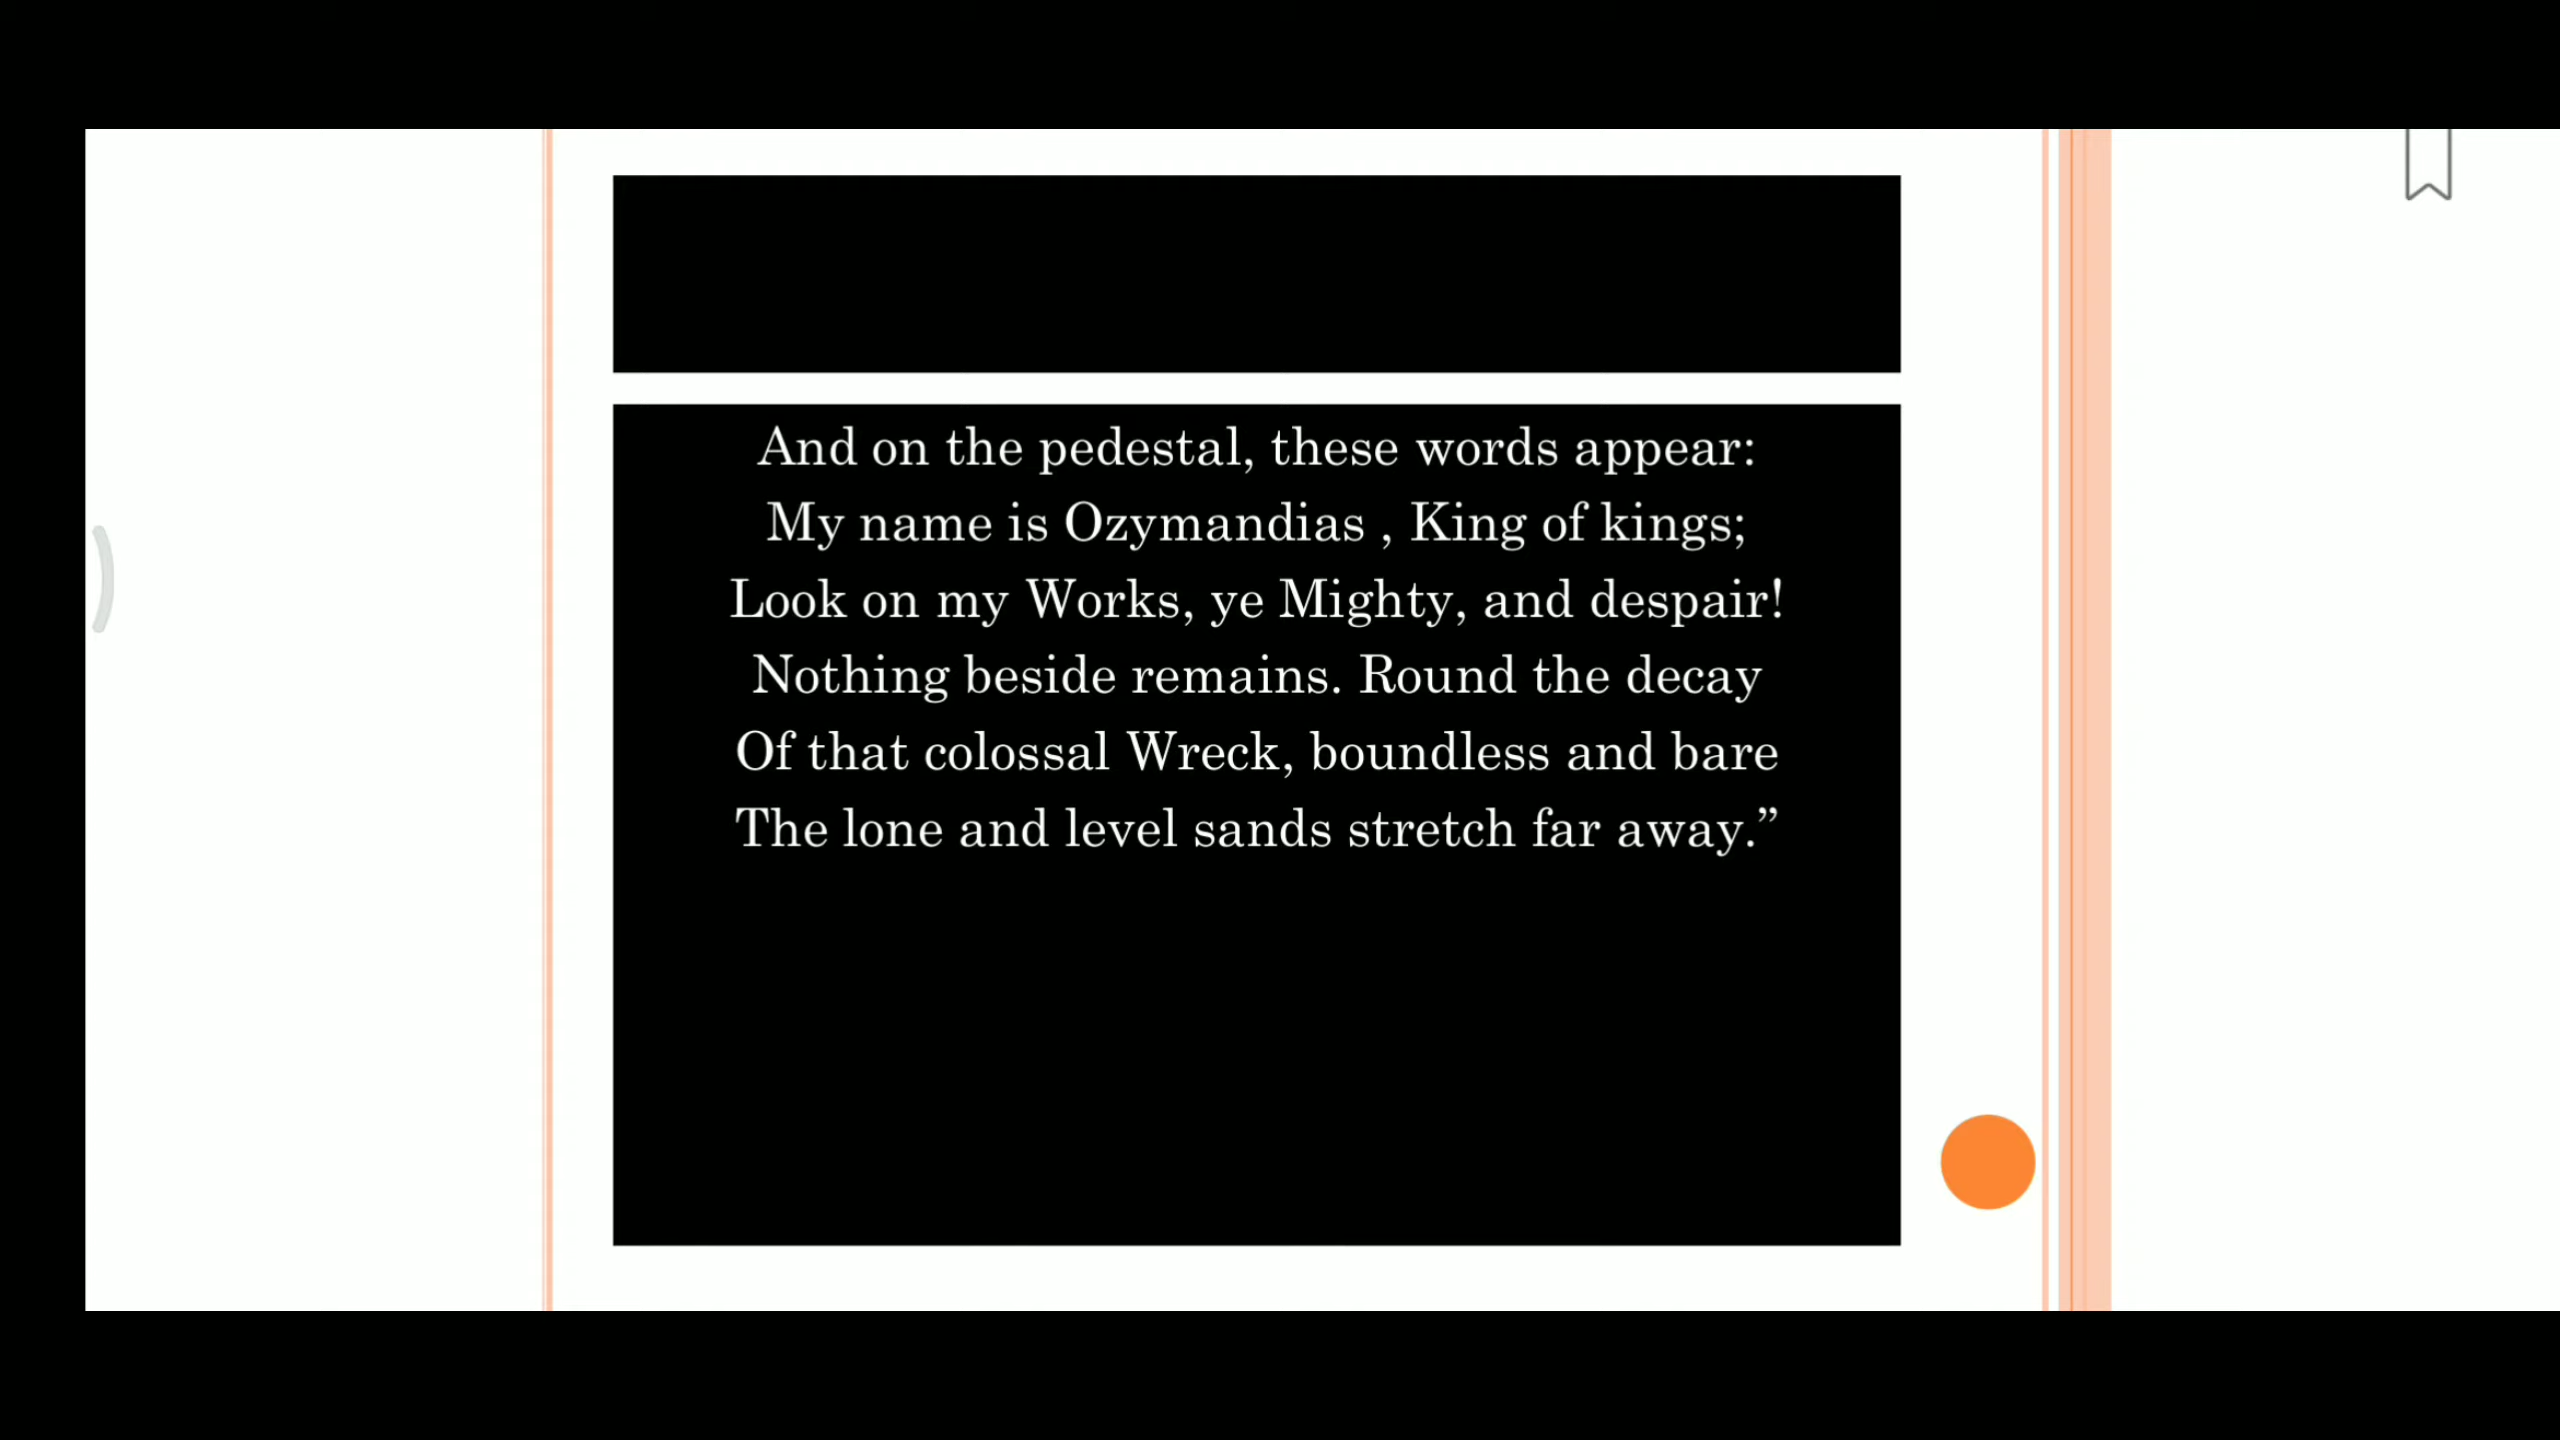 And on the pedestal, these words appear:
My name is Ozymandias , King of kings;
Look on my Works, ye Mighty, and despair!
Nothing beside remains. Round the decay
Of that colossal Wreck, boundless and bare
The lone and level sands stretch far away.”